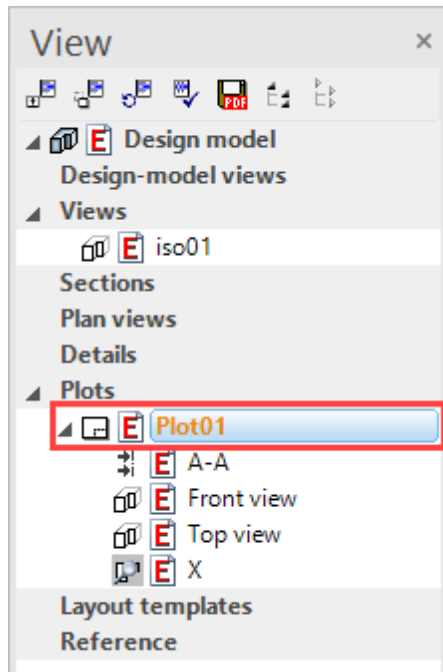 View
PDF
E Design model
Design-model views
Views
E iso01
Sections
Plan views
Details
Plots
E Plot01
E A-A
E Front view
E Top view
E X
Layout templates
Reference